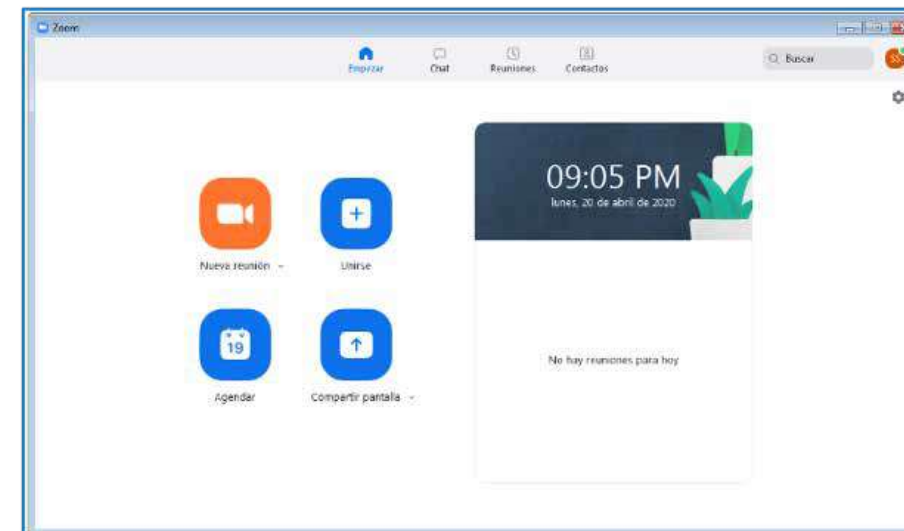 Zoom
Empezar
Chat
Reuniones
Contactos
Buscar
SS
09:05 PM
lunes, 20 de abril de 2020
Nueva reunión
Unirse
19
Agendar
Compartir pantalla
No hay reuniones para hoy